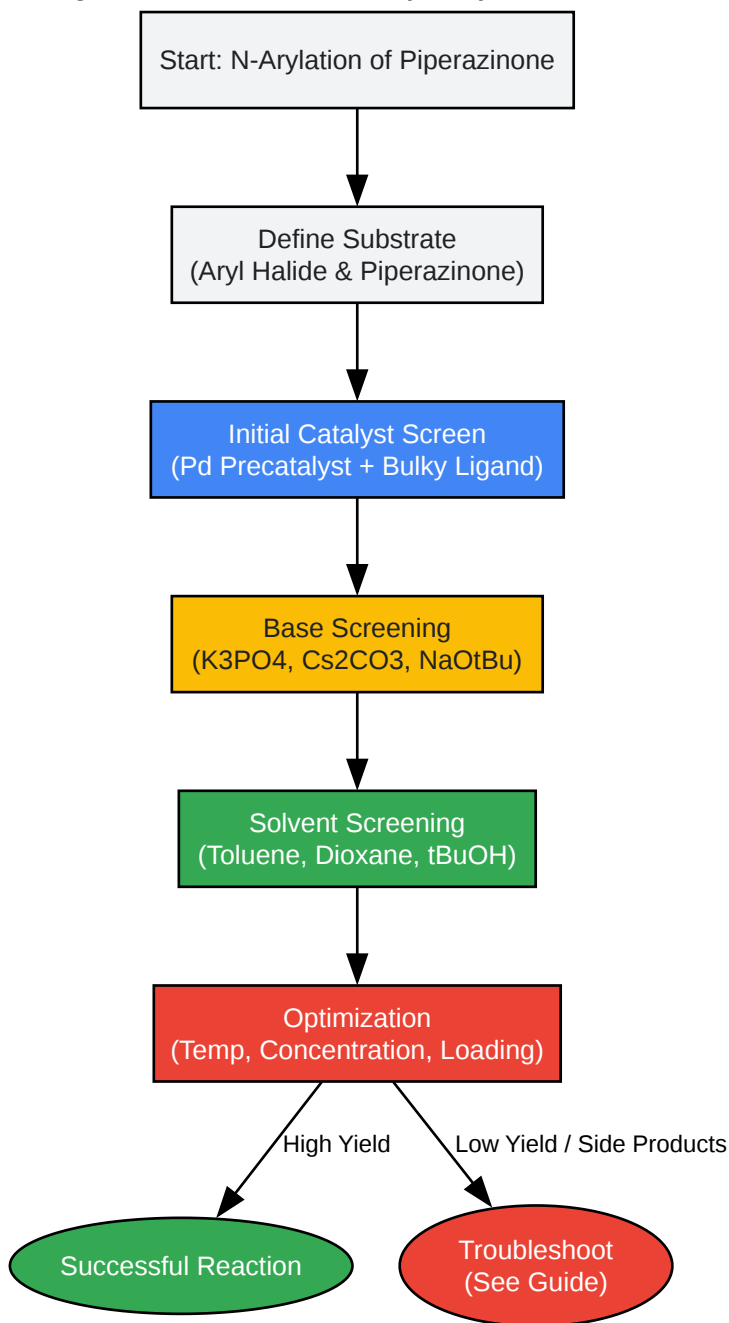 Start: N-Arylation of Piperazinone
Define Substrate
(Aryl Halide & Piperazinone)
Initial Catalyst Screen
(Pd Precatalyst + Bulky Ligand)
Base Screening
(K3PO4, Cs2CO3, NaOtBu)
Solvent Screening
(Toluene, Dioxane, tBuOH)
Optimization
(Temp, Concentration, Loading)
High Yield
Low Yield / Side Products
Successful Reaction
Troubleshoot
(See Guide)